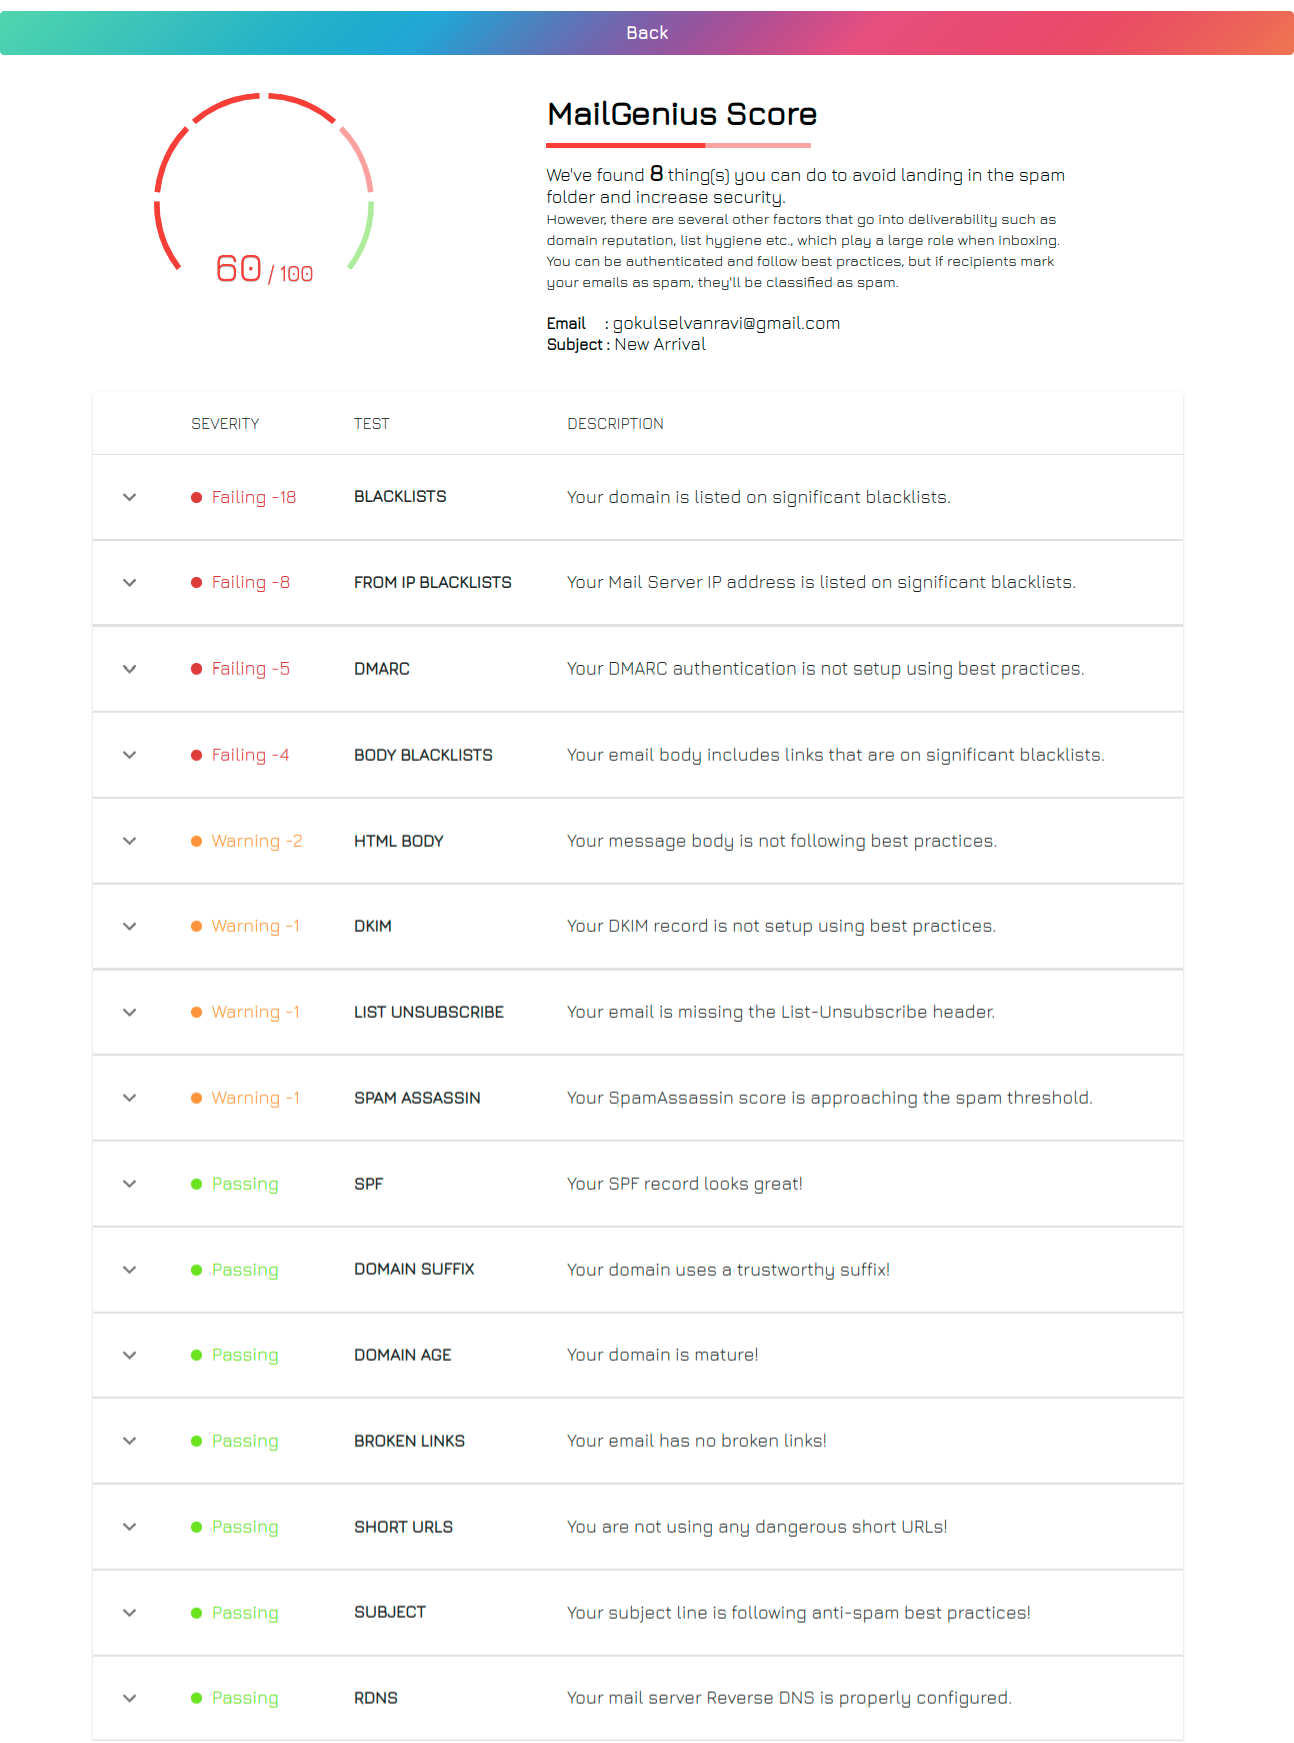 Back
MailGenius Score
60 / 100
We've found 8 thing(s) you can do to avoid landing in the spam
folder and increase security.
However, there are several other factors that go into deliverability such as
domain reputation, list hygiene etc., which play a large role when inboxing.
You can be authenticated and follow best practices, but if recipients mark
your emails as spam, they'll be classified as spam.
Email : gokulselvanravi@gmail.com
Subject : New Arrival
SEVERITY TEST DESCRIPTION
Failing -18 BLACKLISTS Your domain is listed on significant blacklists.
Failing -8 FROM IP BLACKLISTS Your Mail Server IP address is listed on significant blacklists.
Failing -5 DMARC Your DMARC authentication is not setup using best practices.
Failing -4 BODY BLACKLISTS Your email body includes links that are on significant blacklists.
Warning -2 HTML BODY Your message body is not following best practices.
Warning -1 DKIM Your DKIM record is not setup using best practices.
Warning -1 LIST UNSUBSCRIBE Your email is missing the List-Unsubscribe header.
Warning -1 SPAM ASSASSIN Your SpamAssassin score is approaching the spam threshold.
Passing SPF Your SPF record looks great!
Passing DOMAIN SUFFIX Your domain uses a trustworthy suffix!
Passing DOMAIN AGE Your domain is mature!
Passing BROKEN LINKS Your email has no broken links!
Passing SHORT URLS You are not using any dangerous short URLs!
Passing SUBJECT Your subject line is following anti-spam best practices!
Passing RDNS Your mail server Reverse DNS is properly configured.